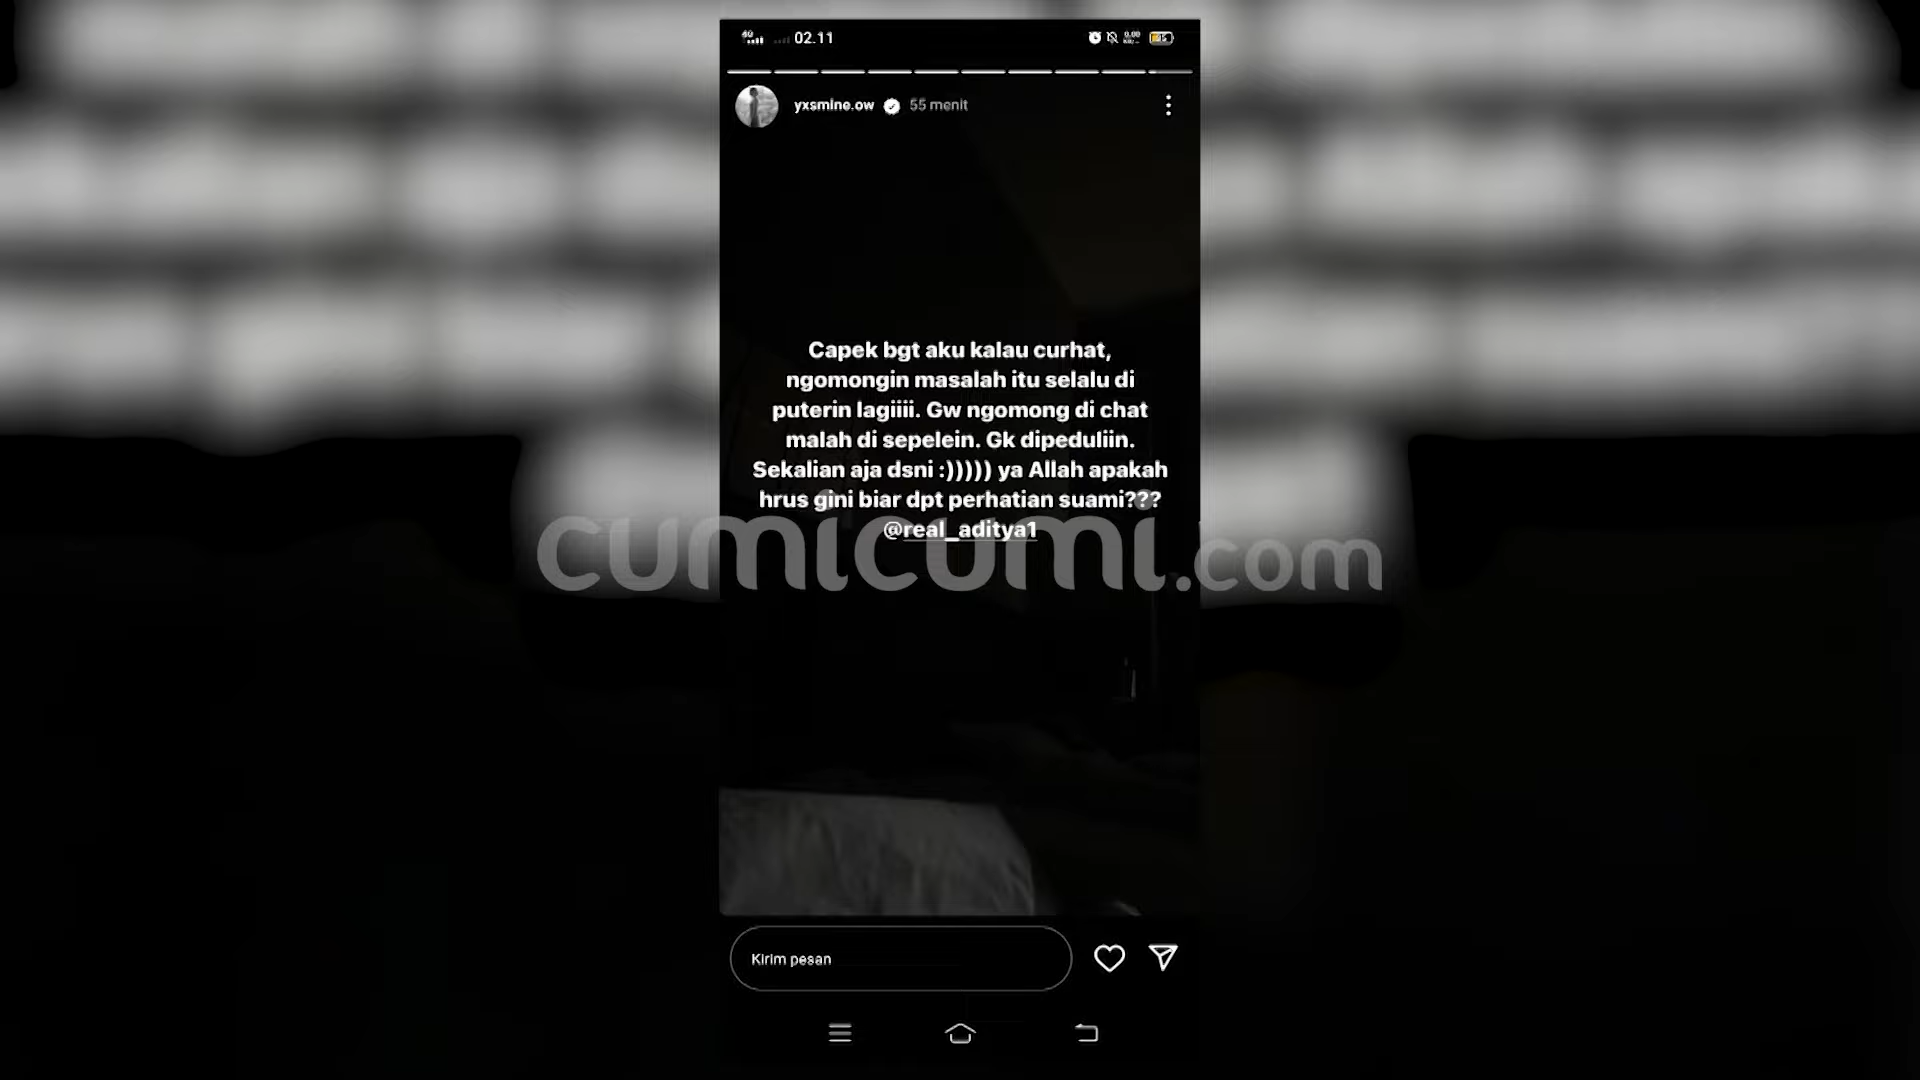 02.11
yxsmine.ow 55 menit
Capek bgt aku kalau curhat,
ngomongin masalah itu selalu di
puterin lagiiii. Gw ngomong di chat
malah di sepelein. Gk dipeduliin.
Sekalian aja dsni :))))) ya Allah apakah
hrus gini biar dpt perhatian suami???
@real_aditya1
cumicumi.com
Kirim pesan